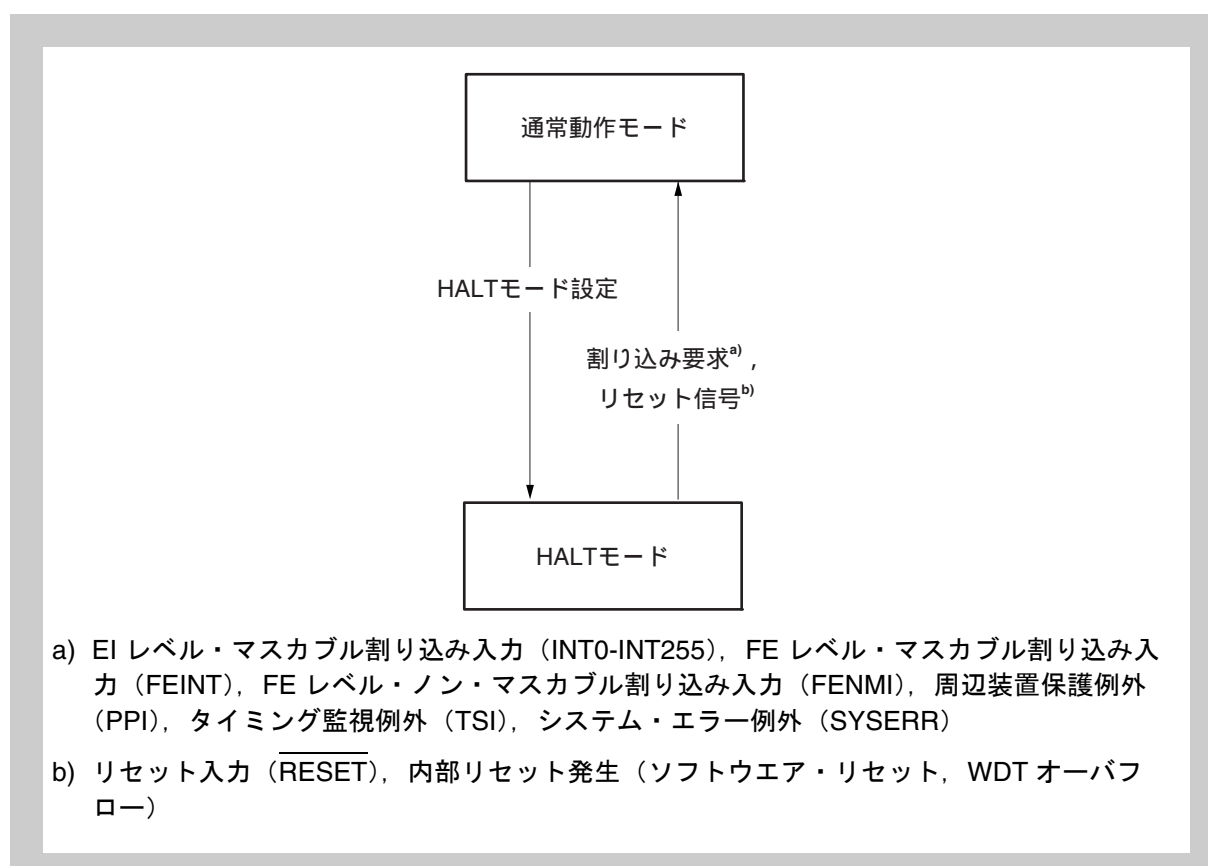 通常動作モード
HALTモード設定
割り込み要求a),
リセット信号b)
HALTモード
a) EI レベル・マスカブル割り込み入力（INT0-INT255），FE レベル・マスカブル割り込み入
力（FEINT），FE レベル・ノン・マスカブル割り込み入力（FENMI），周辺装置保護例外
（PPI），タイミング監視例外（TSI），システム・エラー例外（SYSERR）
b) リセット入力（RESET），内部リセット発生（ソフトウエア・リセット，WDT オーバフ
ロー）